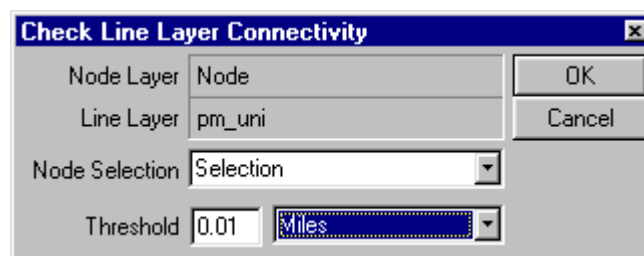 Check Line Layer Connectivity
Node Layer Node OK
Line Layer pm_uni Cancel
Node Selection Selection
Threshold 0.01 Miles